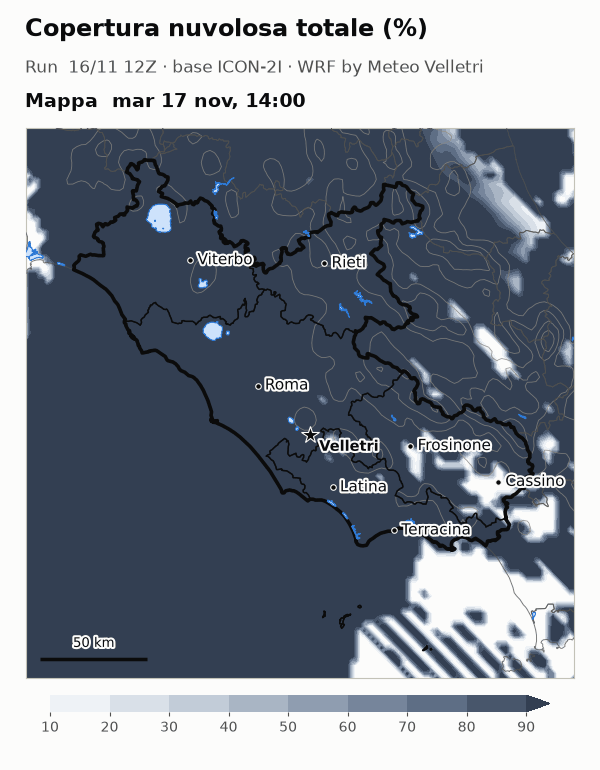 Copertura nuvolosa totale (%)
Run 16/11 12Z · base ICON-2I · WRF by Meteo Velletri
Mappa mar 17 nov, 14:00
Viterbo
Rieti
Roma
Velletri
Frosinone
Cassino
Latina
Terracina
50 km
10 20 30 40 50 60 70 80 90